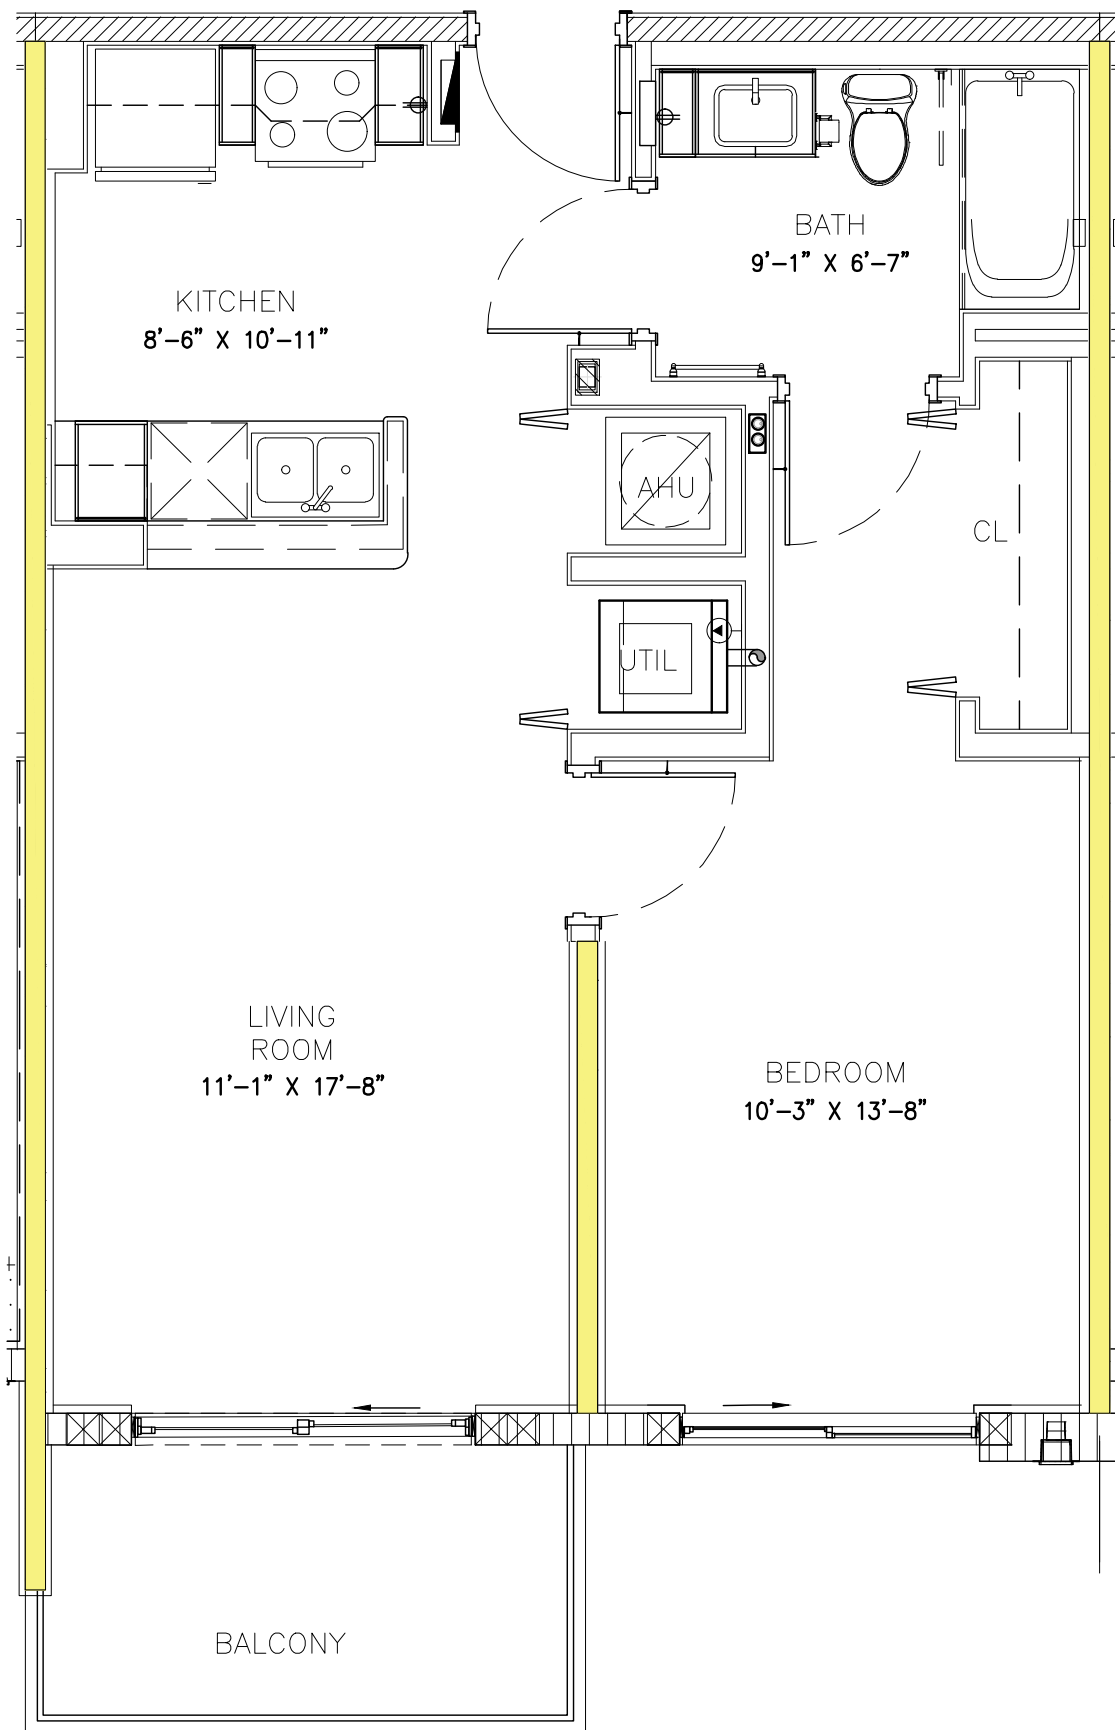 BATH
9'-1" X 6'-7"
KITCHEN
8'-6" X 10'-11"
AHU
CL
UTIL
LIVING
ROOM
11'-1" X 17'-8"
BEDROOM
10'-3" X 13'-8"
BALCONY